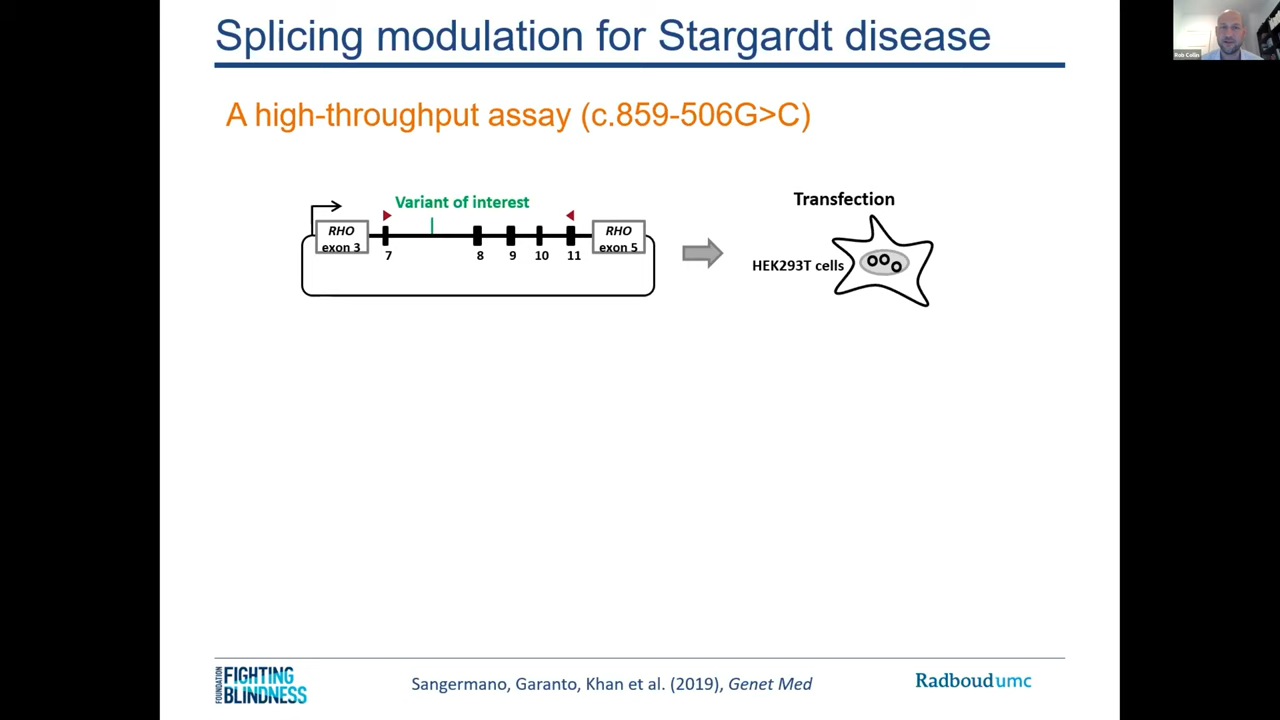 Splicing modulation for Stargardt disease
Rob Collin
A high-throughput assay (c.859-506G>C)
Variant of interest
Transfection
RHO
exon 3
RHO
exon 5
7
8
9
10
11
HEK293T cells
FOUNDATION
FIGHTING
BLINDNESS
Sangermano, Garanto, Khan et al. (2019), Genet Med
Radboudumc